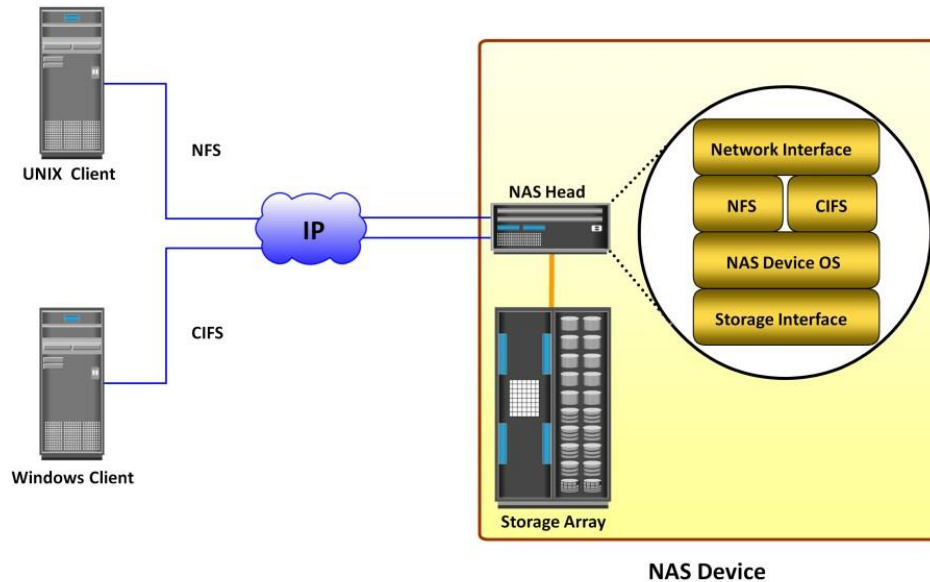 UNIX Client
NFS
IP
CIFS
Windows Client
NAS Head
Network Interface
NFS
CIFS
NAS Device OS
Storage Interface
Storage Array
NAS Device